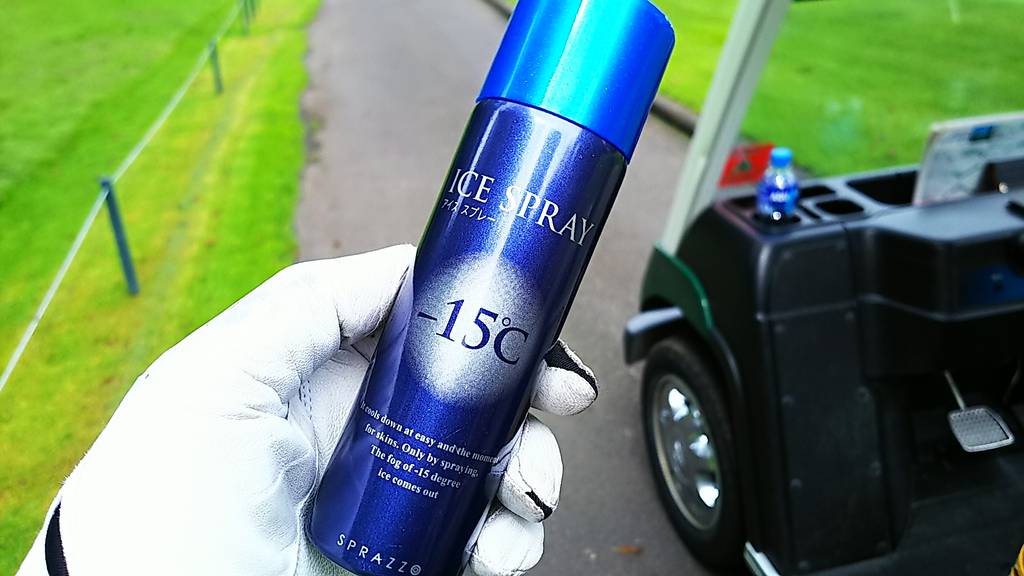 ICE SPRAY
アイス スプレー
-15℃
It cools down at easy and the moment
for skins. Only by spraying.
The fog of -15 degree
ice comes out
SPRAZZO